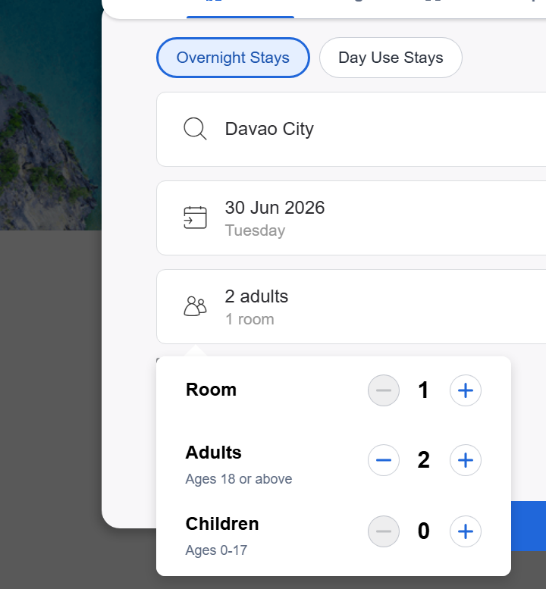 Overnight Stays
Day Use Stays
Davao City
30 Jun 2026
Tuesday
2 adults
1 room
Room
1
Adults
2
Ages 18 or above
Children
0
Ages 0-17